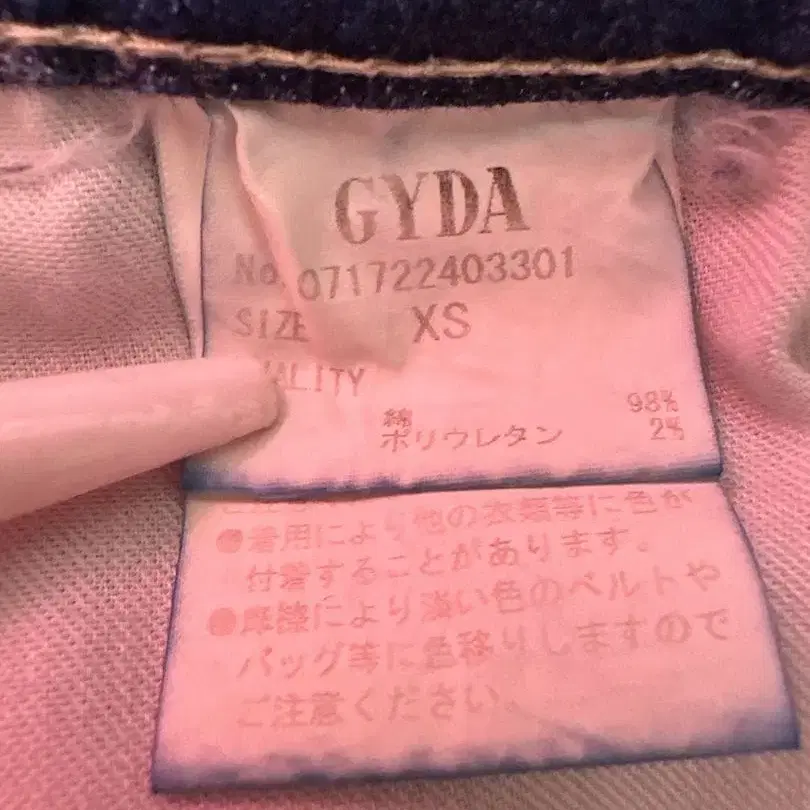 GYDA
No. 071722403301
SIZE XS
QUALITY
綿 98%
ポリウレタン 2%
●着用により他の衣類等に色が
付着することがあります。
●摩擦により淡い色のベルトや
バッグ等に色移りしますので
ご注意ください。